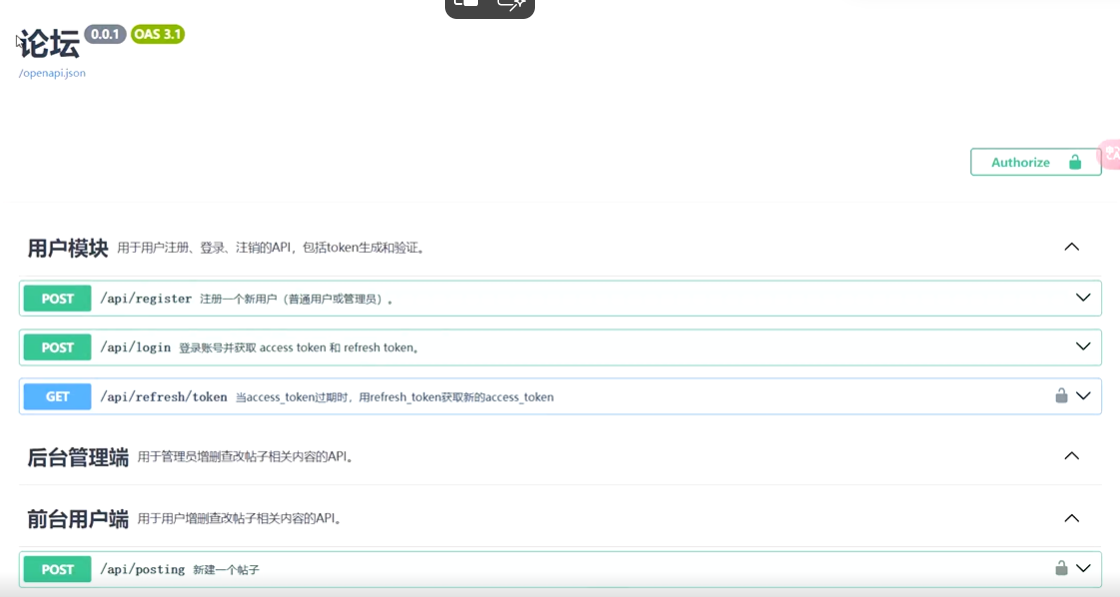 论坛 0.0.1 OAS 3.1
/openapi.json
Authorize
用户模块 用于用户注册、登录、注销的API，包括token生成和验证。
POST /api/register 注册一个新用户（普通用户或管理员）。
POST /api/login 登录账号并获取 access token 和 refresh token。
GET /api/refresh/token 当access_token过期时，用refresh_token获取新的access_token
后台管理端 用于管理员增删查改帖子相关内容的API。
前台用户端 用于用户增删查改帖子相关内容的API。
POST /api/posting 新建一个帖子